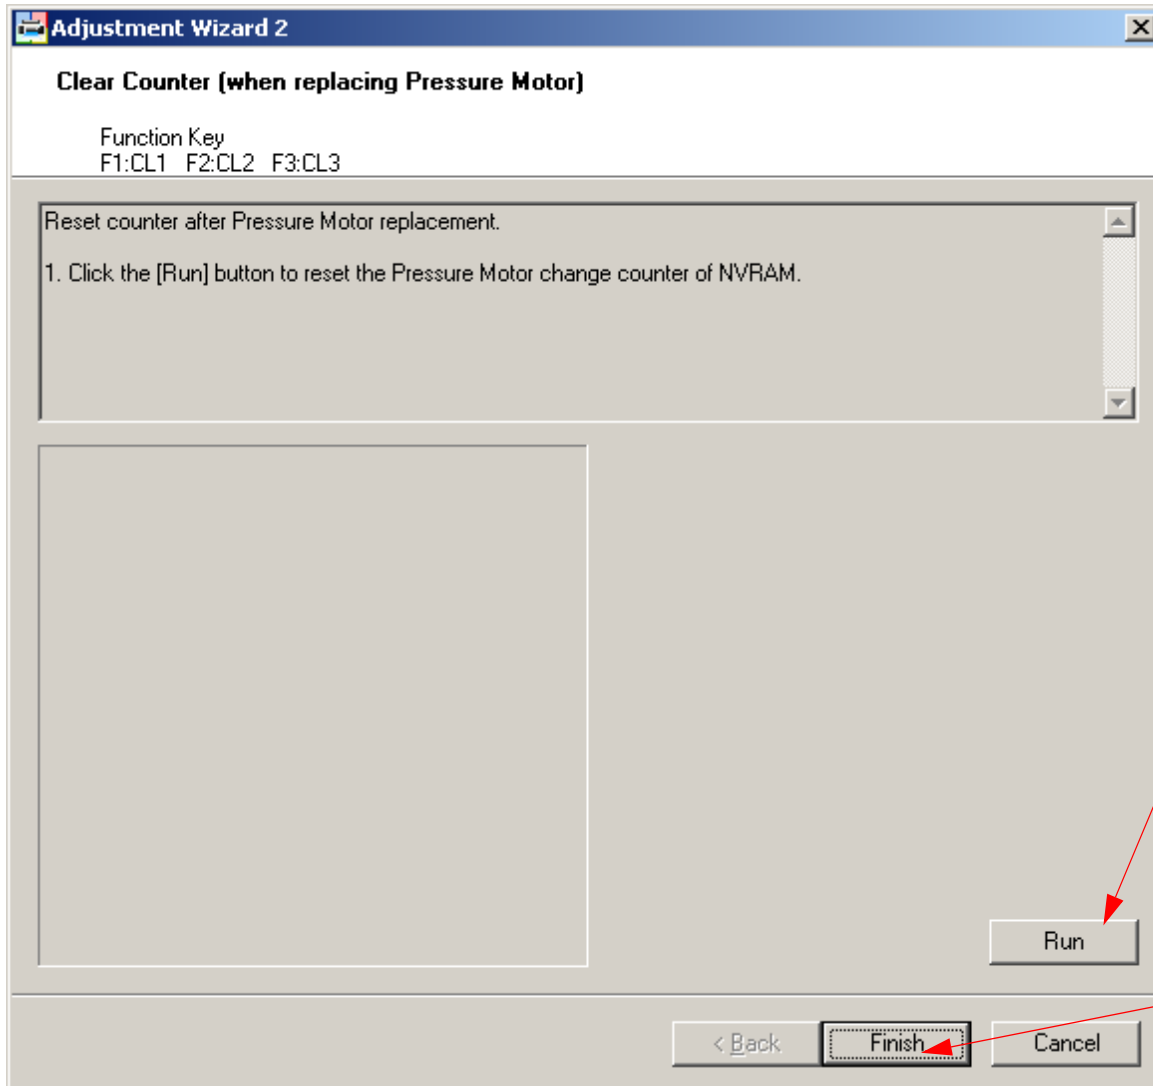 Adjustment Wizard 2
Clear Counter (when replacing Pressure Motor)
Function Key
F1:CL1 F2:CL2 F3:CL3
Reset counter after Pressure Motor replacement.
1. Click the [Run] button to reset the Pressure Motor change counter of NVRAM.
Run
< Back
Finish
Cancel